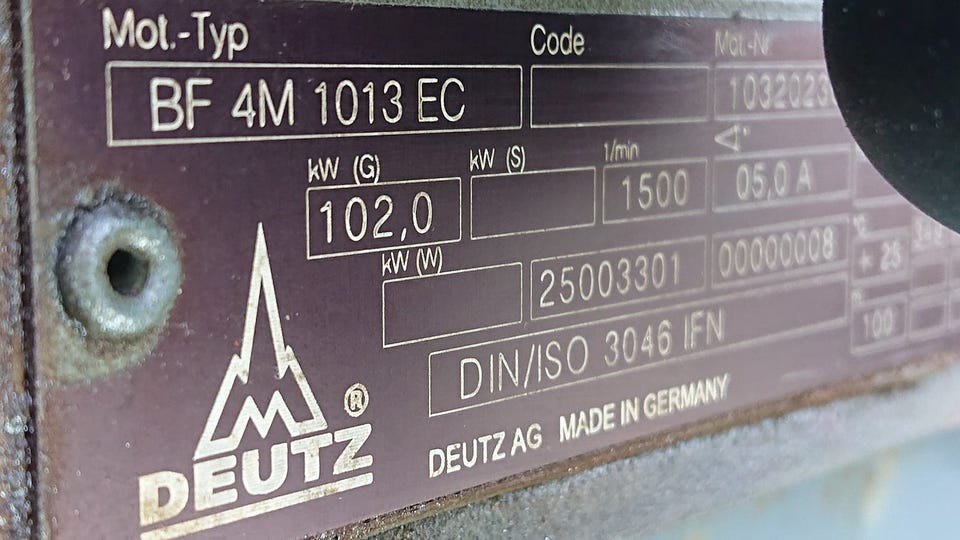 Mot.-Typ Code Mot.-Nr.
BF 4M 1013 EC
kW (G) kW (S) 1/min
102,0 1500 05,0 A
kW (W) 25003301 00000008
°C
+ 25
m
100
DIN/ISO 3046 IFN
DEUTZ ®
DEUTZ AG MADE IN GERMANY